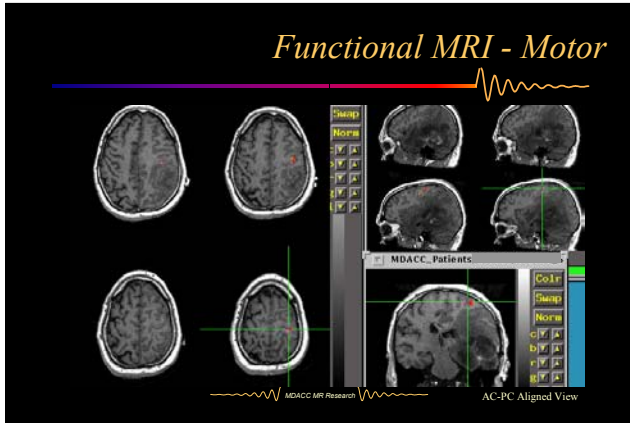 Functional MRI - Motor
Swap
Norm
c
b
r
g
MDACC_Patients
Colr
Swap
Norm
c
b
r
g
MDACC MR Research
AC-PC Aligned View